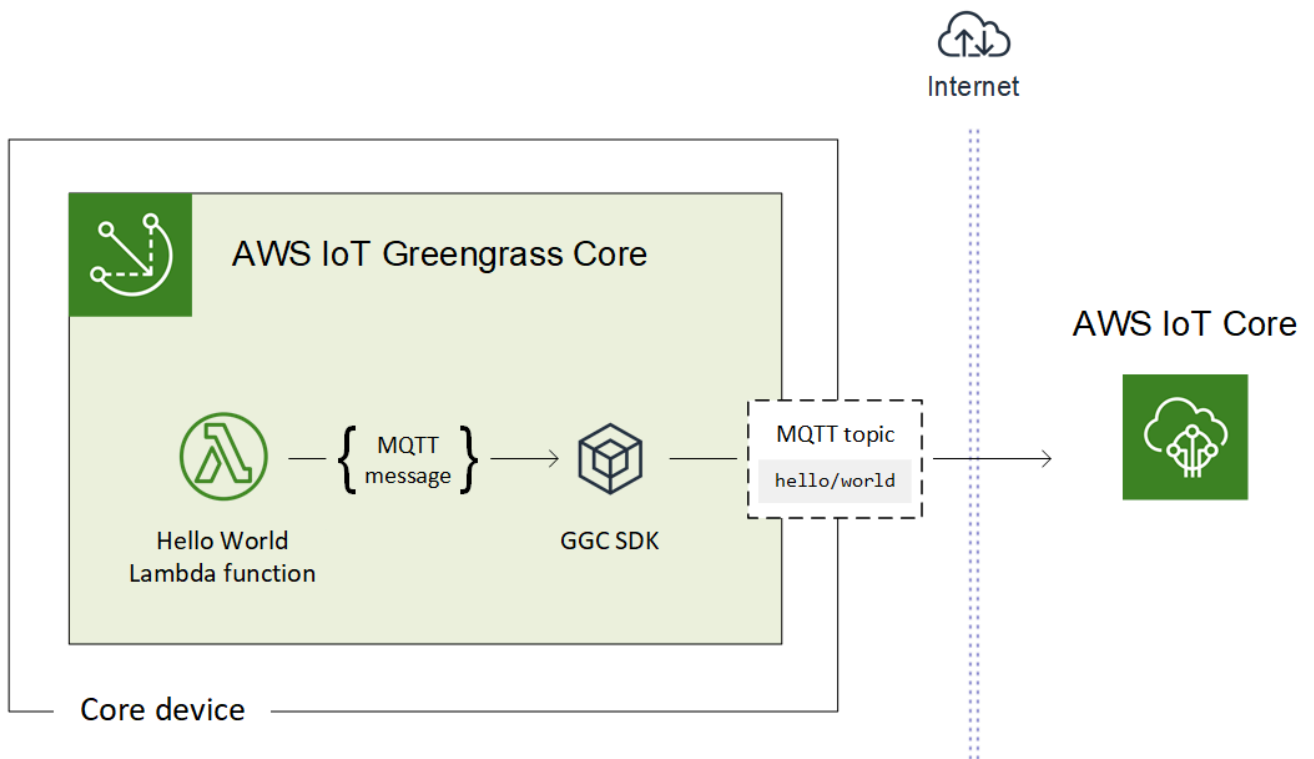 Internet
AWS IoT Greengrass Core
AWS IoT Core
MQTT
message
MQTT topic
hello/world
Hello World
Lambda function
GGC SDK
Core device